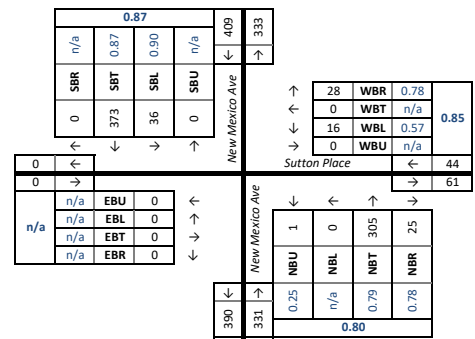 0.87
n/a 0.87 0.90 n/a
SBR SBT SBL SBU
0 373 36 0
← ↓ → ↑
409 333
↓ ↑
New Mexico Ave
↑ 28 WBR 0.78
← 0 WBT n/a
↓ 16 WBL 0.57
→ 0 WBU n/a
0.85
0 ←
Sutton Place ← 44
0 →
→ 61
n/a
n/a EBU 0 ←
n/a EBL 0 ↑
n/a EBT 0 →
n/a EBR 0 ↓
New Mexico Ave
↓ ← ↑ →
1 0 305 25
NBU NBL NBT NBR
0.25 n/a 0.79 0.78
0.80
↓ ↑
390 331